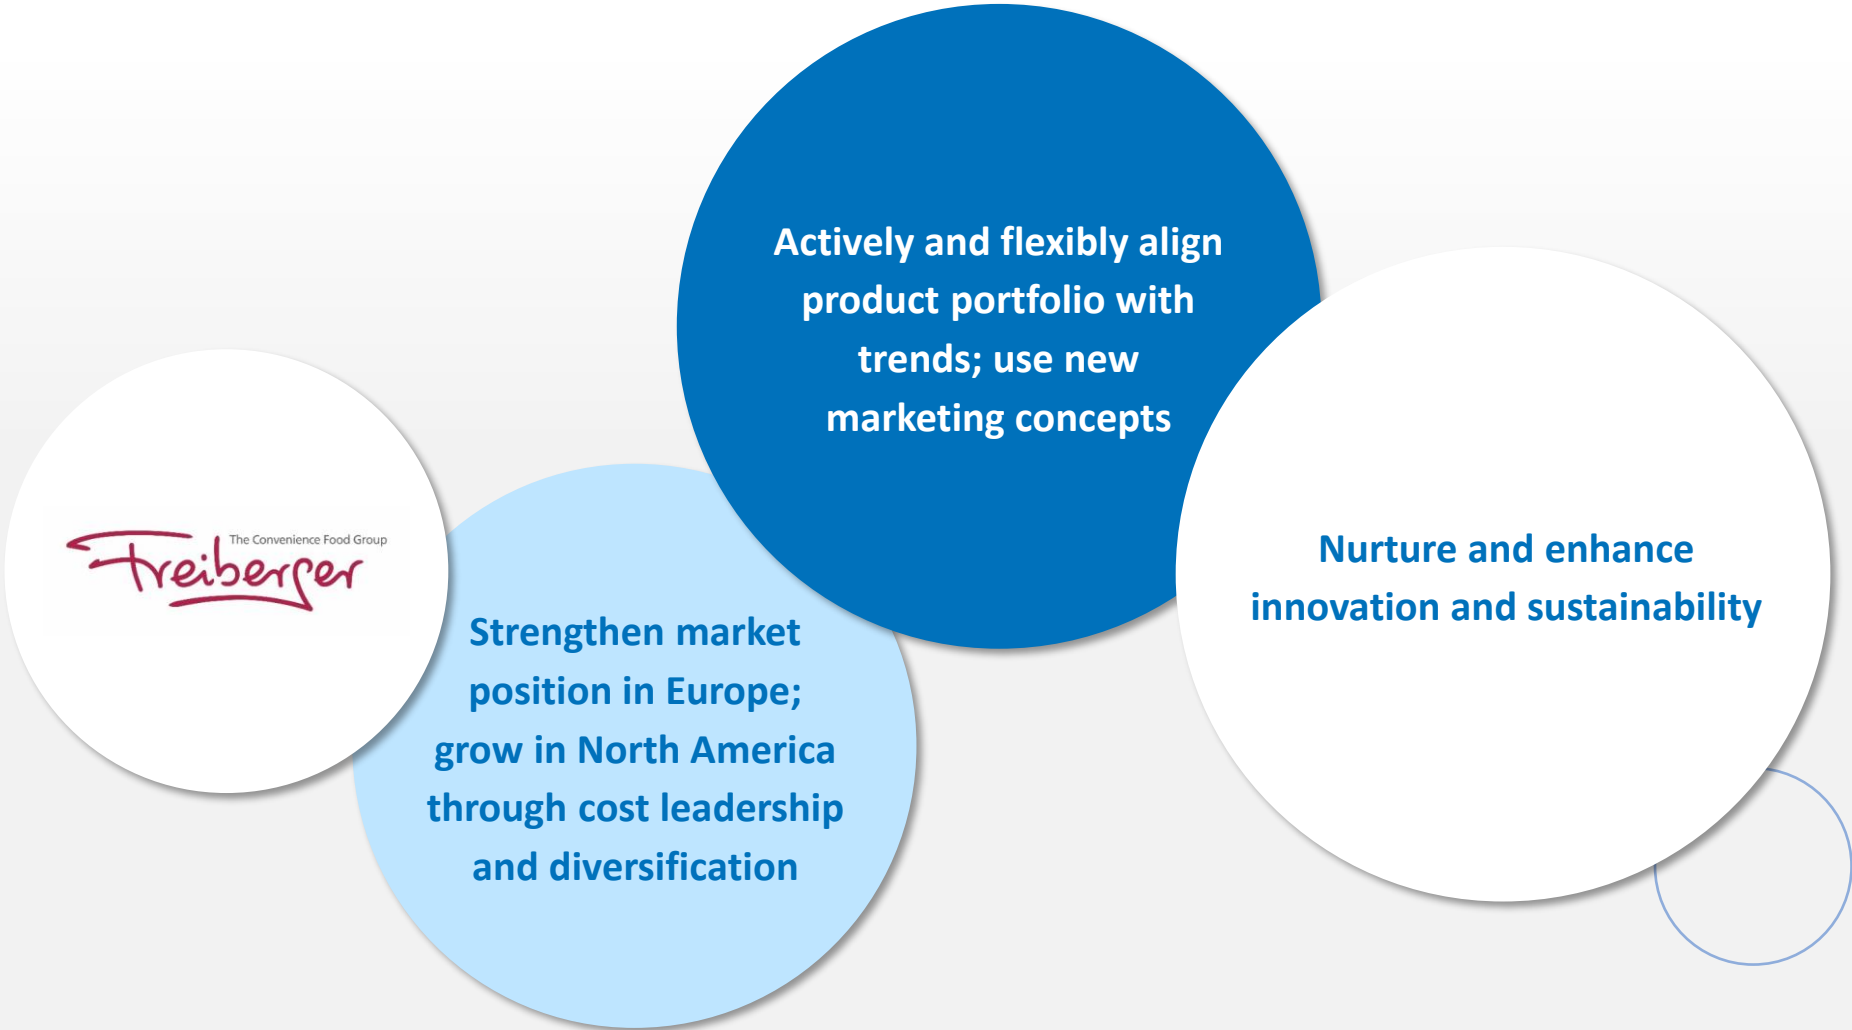 The Convenience Food Group
Freiberger
Strengthen market
position in Europe;
grow in North America
through cost leadership
and diversification
Actively and flexibly align
product portfolio with
trends; use new
marketing concepts
Nurture and enhance
innovation and sustainability